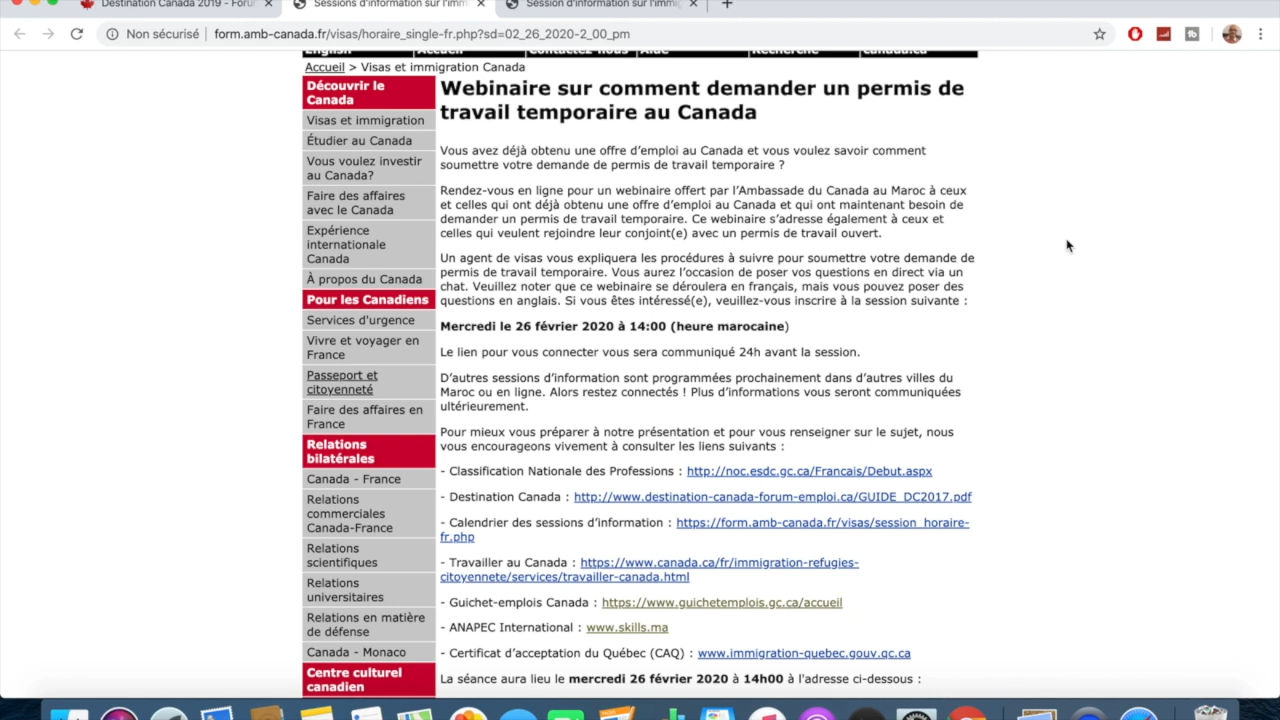 Destination Canada 2019 - Foru
Sessions d'information sur l'imm
Session d'information sur l'immig
Non sécurisé
form.amb-canada.fr/visas/horaire_single-fr.php?sd=02_26_2020-2_00_pm
English
Accueil
Contactez-nous
Aide
Recherche
Canada.ca
Accueil > Visas et immigration Canada
Découvrir le
Canada
Visas et immigration
Étudier au Canada
Vous voulez investir
au Canada?
Faire des affaires
avec le Canada
Expérience
internationale
Canada
À propos du Canada
Pour les Canadiens
Services d'urgence
Vivre et voyager en
France
Passeport et
citoyenneté
Faire des affaires en
France
Relations
bilatérales
Canada - France
Relations
commerciales
Canada-France
Relations
scientifiques
Relations
universitaires
Relations en matière
de défense
Canada - Monaco
Centre culturel
canadien
Webinaire sur comment demander un permis de
travail temporaire au Canada
Vous avez déjà obtenu une offre d'emploi au Canada et vous voulez savoir comment
soumettre votre demande de permis de travail temporaire ?
Rendez-vous en ligne pour un webinaire offert par l'Ambassade du Canada au Maroc à ceux
et celles qui ont déjà obtenu une offre d'emploi au Canada et qui ont maintenant besoin de
demander un permis de travail temporaire. Ce webinaire s'adresse également à ceux et
celles qui veulent rejoindre leur conjoint(e) avec un permis de travail ouvert.
Un agent de visas vous expliquera les procédures à suivre pour soumettre votre demande de
permis de travail temporaire. Vous aurez l'occasion de poser vos questions en direct via un
chat. Veuillez noter que ce webinaire se déroulera en français, mais vous pouvez poser des
questions en anglais. Si vous êtes intéressé(e), veuillez-vous inscrire à la session suivante :
Mercredi le 26 février 2020 à 14:00 (heure marocaine)
Le lien pour vous connecter vous sera communiqué 24h avant la session.
D'autres sessions d'information sont programmées prochainement dans d'autres villes du
Maroc ou en ligne. Alors restez connectés ! Plus d'informations vous seront communiquées
ultérieurement.
Pour mieux vous préparer à notre présentation et pour vous renseigner sur le sujet, nous
vous encourageons vivement à consulter les liens suivants :
- Classification Nationale des Professions : http://noc.esdc.gc.ca/Francais/Debut.aspx
- Destination Canada : http://www.destination-canada-forum-emploi.ca/GUIDE_DC2017.pdf
- Calendrier des sessions d'information : https://form.amb-canada.fr/visas/session_horaire-
fr.php
- Travailler au Canada : https://www.canada.ca/fr/immigration-refugies-
citoyennete/services/travailler-canada.html
- Guichet-emplois Canada : https://www.guichetemplois.gc.ca/accueil
- ANAPEC International : www.skills.ma
- Certificat d'acceptation du Québec (CAQ) : www.immigration-quebec.gouv.qc.ca
La séance aura lieu le mercredi 26 février 2020 à 14h00 à l'adresse ci-dessous :